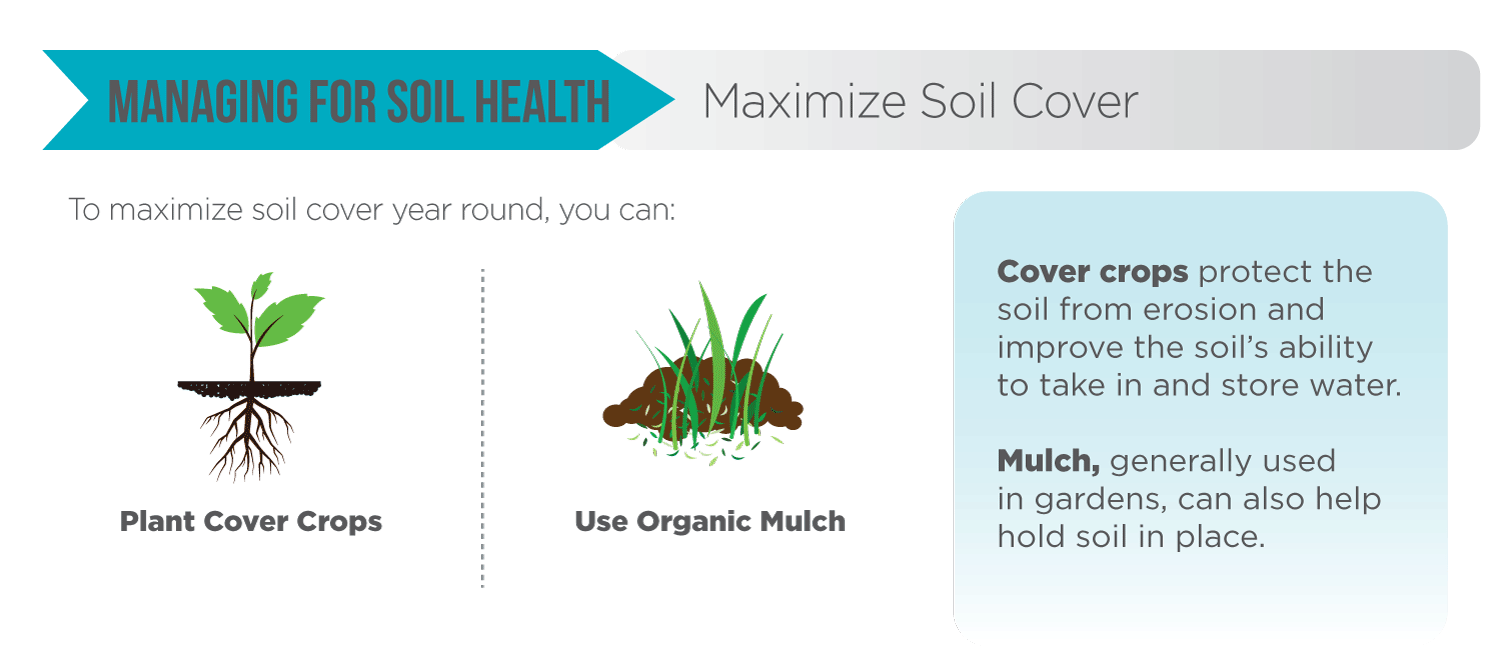 MANAGING FOR SOIL HEALTH
Maximize Soil Cover
To maximize soil cover year round, you can:
Plant Cover Crops
Use Organic Mulch
Cover crops protect the
soil from erosion and
improve the soil’s ability
to take in and store water.
Mulch, generally used
in gardens, can also help
hold soil in place.